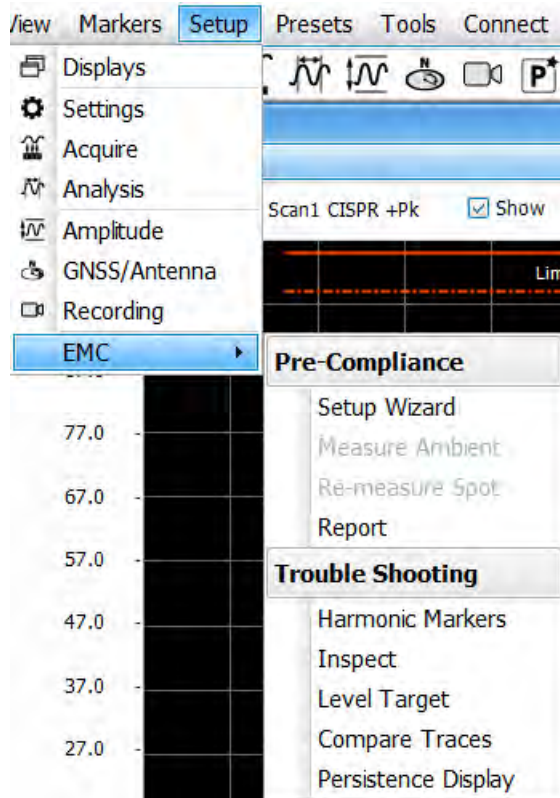 View Markers Setup Presets Tools Connect
Displays
Settings
Acquire
Analysis
Amplitude
GNSS/Antenna
Recording
EMC
N
P
Scan1 CISPR +Pk Show
Lim
Pre-Compliance
Setup Wizard
Measure Ambient
Re-measure Spot
Report
Trouble Shooting
Harmonic Markers
Inspect
Level Target
Compare Traces
Persistence Display
77.0
67.0
57.0
47.0
37.0
27.0